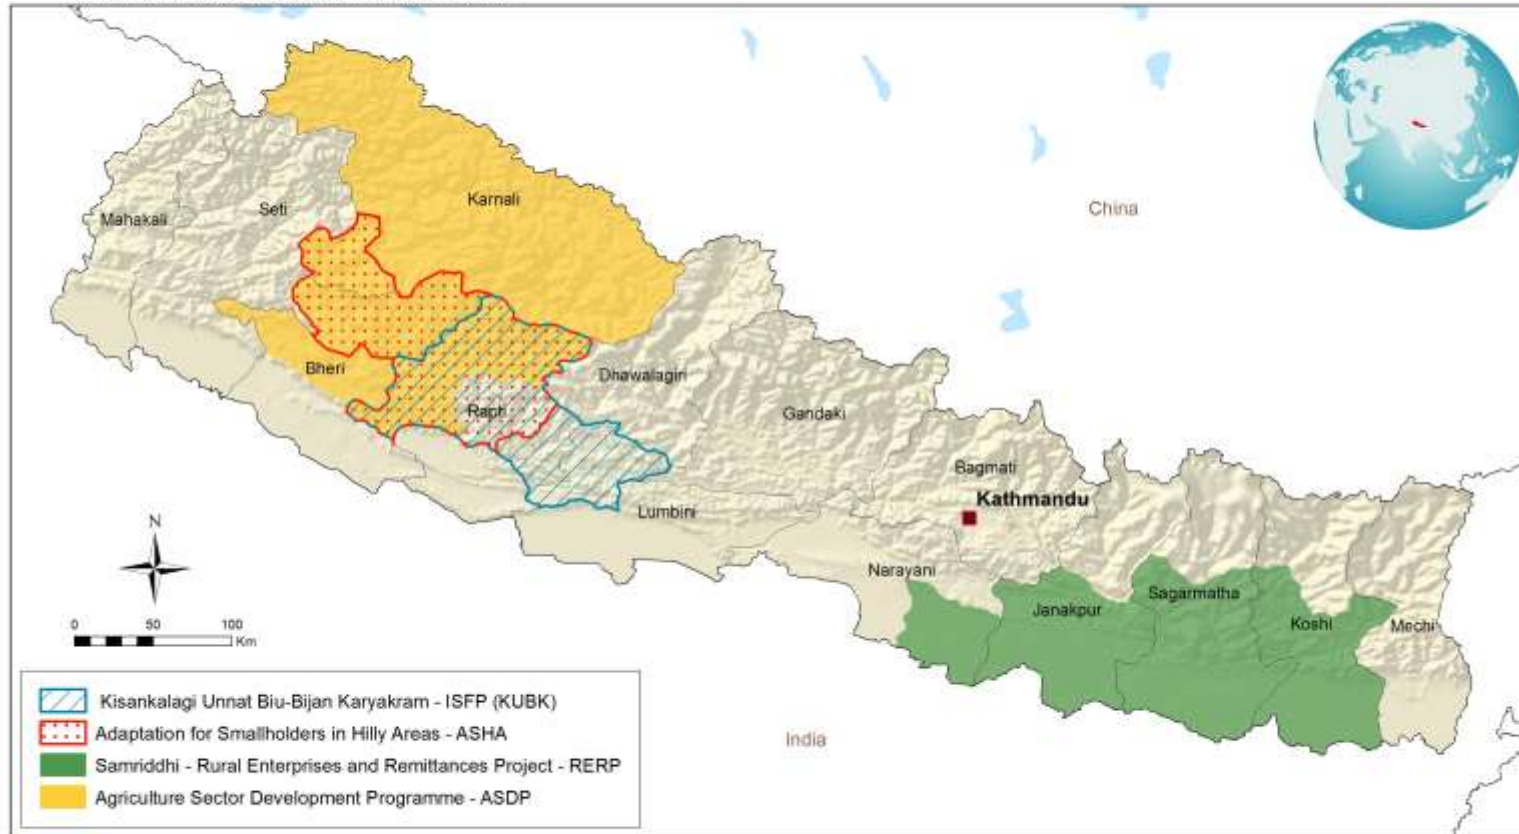 China
Karnali
Seti
Mahakali
Bheri
Dhawalagiri
Rapti
Gandaki
Bagmati
Kathmandu
Lumbini
N
Narayani
Sagarmatha
Janakpur
Koshi
Mechi
0 50 100
Km
India
Kisankalagi Unnat Biu-Bijan Karyakram - ISFP (KUBK)
Adaptation for Smallholders in Hilly Areas - ASHA
Samriddhi - Rural Enterprises and Remittances Project - RERP
Agriculture Sector Development Programme - ASDP